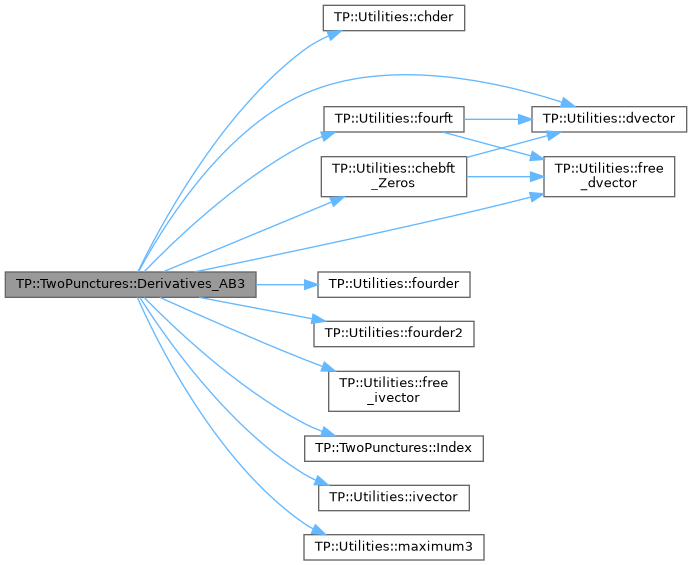 TP::Utilities::chder
TP::Utilities::fourft
TP::Utilities::dvector
TP::Utilities::chebft
_Zeros
TP::Utilities::free
_dvector
TP::TwoPunctures::Derivatives_AB3
TP::Utilities::fourder
TP::Utilities::fourder2
TP::Utilities::free
_ivector
TP::TwoPunctures::Index
TP::Utilities::ivector
TP::Utilities::maximum3